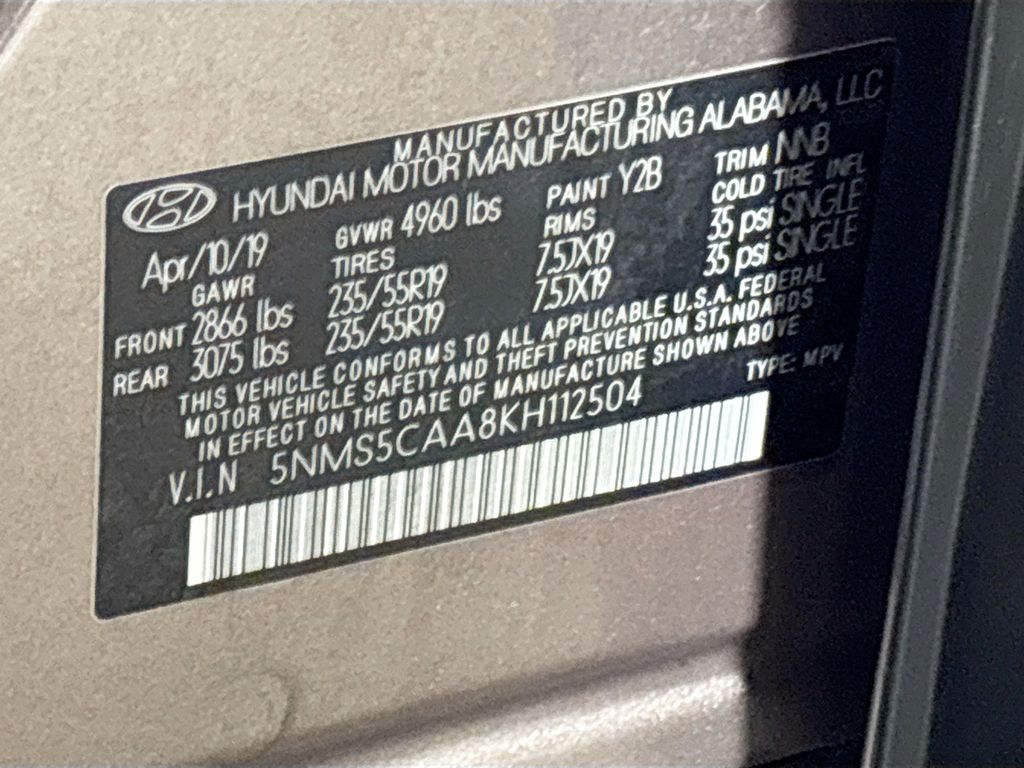 MANUFACTURED BY
HYUNDAI MOTOR MANUFACTURING ALABAMA, LLC
Apr/10/19 GVWR 4960 lbs PAINT Y2B TRIM NNB
GAWR TIRES RIMS COLD TIRE INFL
FRONT 2866 lbs 235/55R19 7.5JX19 35 psi SINGLE
REAR 3075 lbs 235/55R19 7.5JX19 35 psi SINGLE
THIS VEHICLE CONFORMS TO ALL APPLICABLE U.S.A. FEDERAL
MOTOR VEHICLE SAFETY AND THEFT PREVENTION STANDARDS
IN EFFECT ON THE DATE OF MANUFACTURE SHOWN ABOVE
V.I.N 5NMS5CAA8KH112504 TYPE: MPV